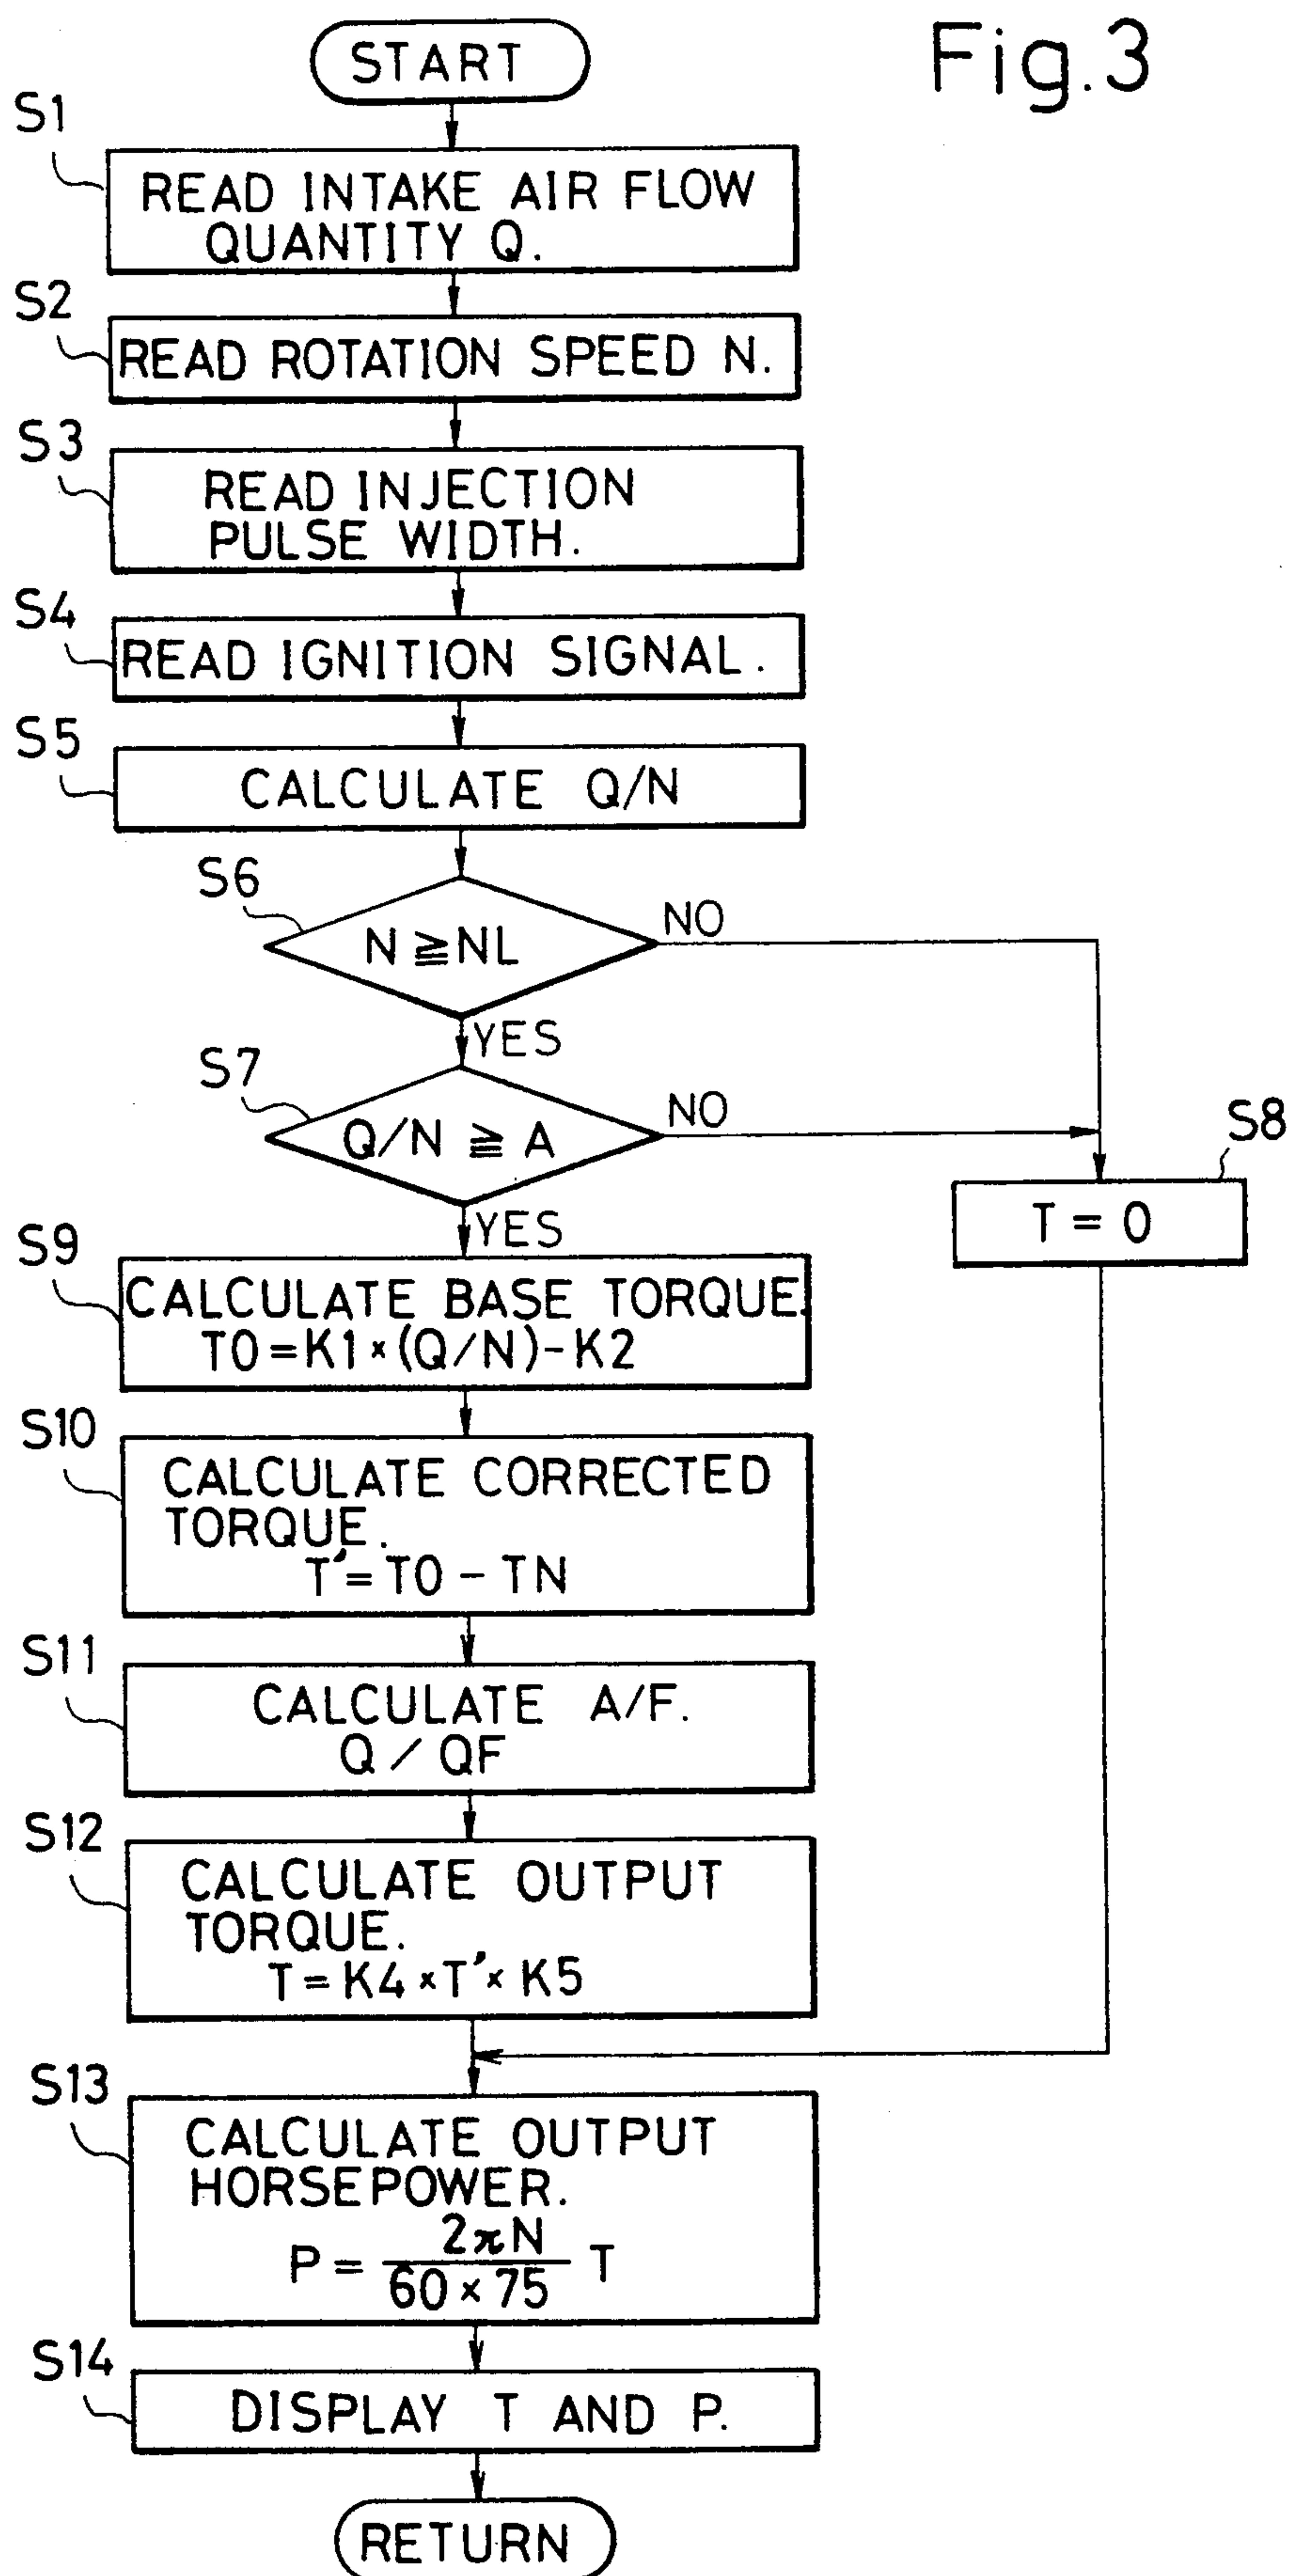 Fig.3
START
S1
READ INTAKE AIR FLOW
QUANTITY Q.
S2
READ ROTATION SPEED N.
S3
READ INJECTION
PULSE WIDTH.
S4
READ IGNITION SIGNAL.
S5
CALCULATE Q/N
S6
N ≧ NL
NO
YES
S7
Q/N ≧ A
NO
YES
S8
T = 0
S9
CALCULATE BASE TORQUE.
T0 = K1 × (Q/N) - K2
S10
CALCULATE CORRECTED
TORQUE.
T' = T0 - TN
S11
CALCULATE A/F.
Q / QF
S12
CALCULATE OUTPUT
TORQUE.
T = K4 × T' × K5
S13
CALCULATE OUTPUT
HORSEPOWER.
P = 2πN / 60 × 75 T
S14
DISPLAY T AND P.
RETURN